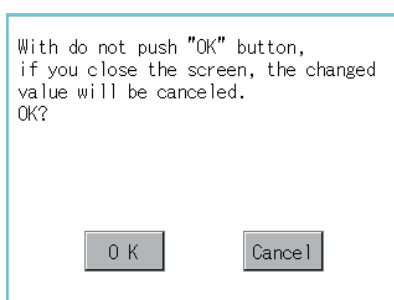 With do not push "OK" button,
if you close the screen, the changed
value will be canceled.
OK?
O K
Cancel